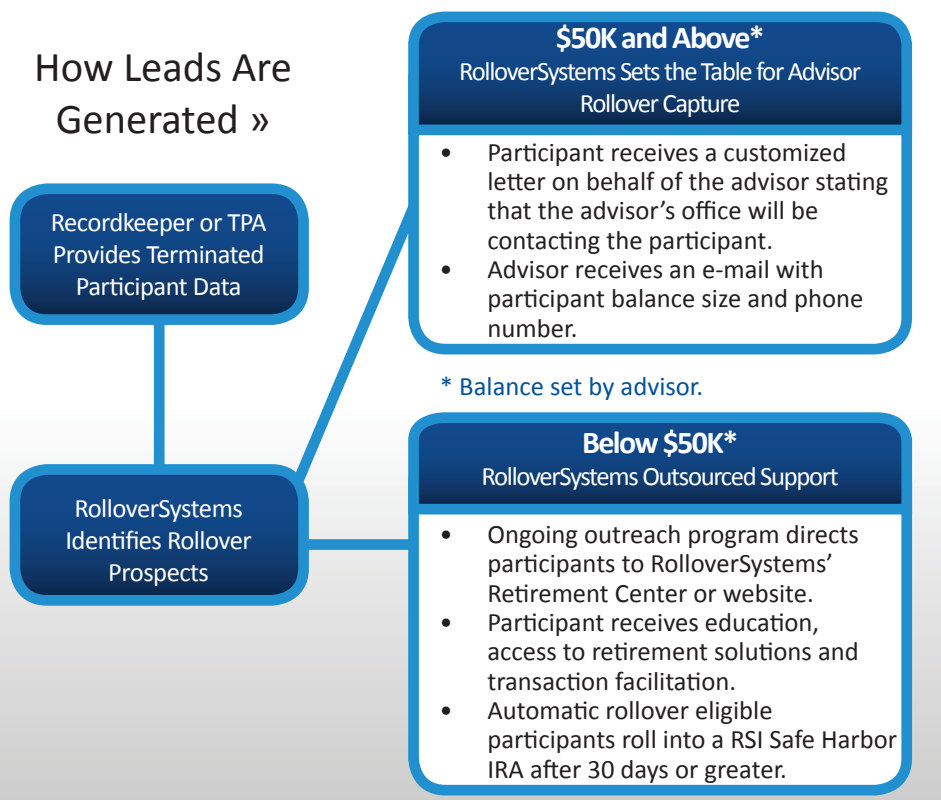 How Leads Are
Generated »
Recordkeeper or TPA
Provides Terminated
Participant Data
RolloverSystems
Identifies Rollover
Prospects
$50K and Above*
RolloverSystems Sets the Table for Advisor
Rollover Capture
• Participant receives a customized
letter on behalf of the advisor stating
that the advisor’s office will be
contacting the participant.
• Advisor receives an e-mail with
participant balance size and phone
number.
* Balance set by advisor.
Below $50K*
RolloverSystems Outsourced Support
• Ongoing outreach program directs
participants to RolloverSystems’
Retirement Center or website.
• Participant receives education,
access to retirement solutions and
transaction facilitation.
• Automatic rollover eligible
participants roll into a RSI Safe Harbor
IRA after 30 days or greater.